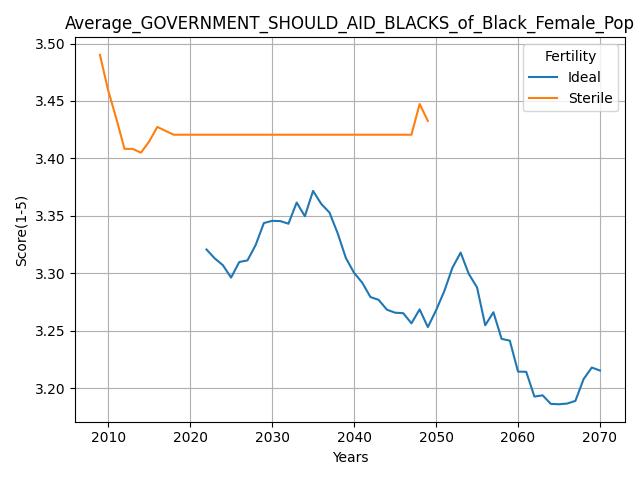 Average_GOVERNMENT_SHOULD_AID_BLACKS_of_Black_Female_Pop
Fertility
Ideal
Sterile
Score(1-5)
3.50
3.45
3.40
3.35
3.30
3.25
3.20
2010 2020 2030 2040 2050 2060 2070
Years